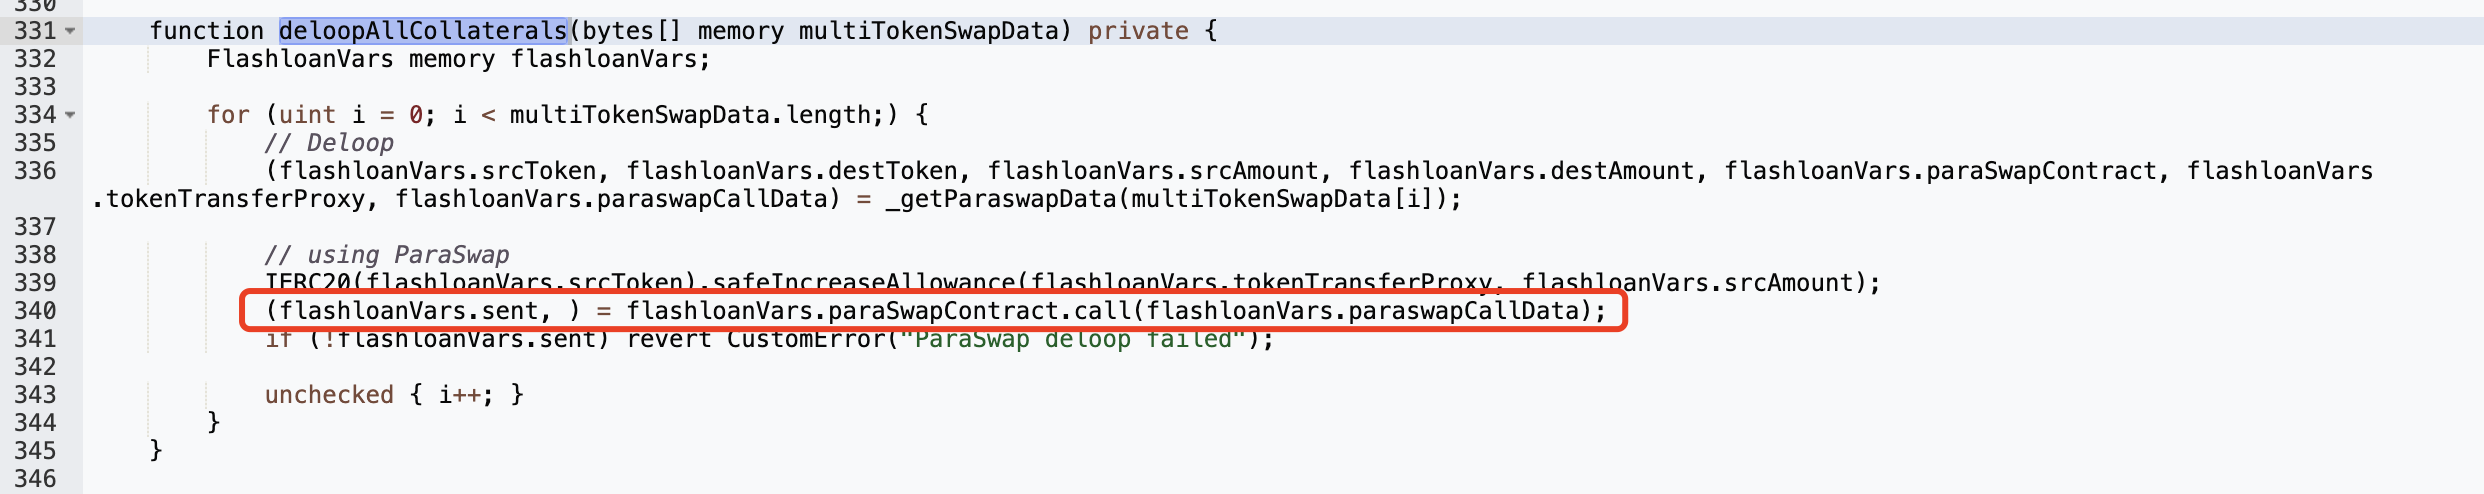 330
331 function deloopAllCollaterals(bytes[] memory multiTokenSwapData) private {
332 FlashloanVars memory flashloanVars;
333
334 for (uint i = 0; i < multiTokenSwapData.length;) {
335 // Deloop
336 (flashloanVars.srcToken, flashloanVars.destToken, flashloanVars.srcAmount, flashloanVars.destAmount, flashloanVars.paraSwapContract, flashloanVars
.tokenTransferProxy, flashloanVars.paraswapCallData) = _getParaswapData(multiTokenSwapData[i]);
337
338 // using ParaSwap
339 IERC20(flashloanVars.srcToken).safeIncreaseAllowance(flashloanVars.tokenTransferProxy, flashloanVars.srcAmount);
340 (flashloanVars.sent, ) = flashloanVars.paraSwapContract.call(flashloanVars.paraswapCallData);
341 if (!flashloanVars.sent) revert CustomError("ParaSwap deloop failed");
342
343 unchecked { i++; }
344 }
345 }
346